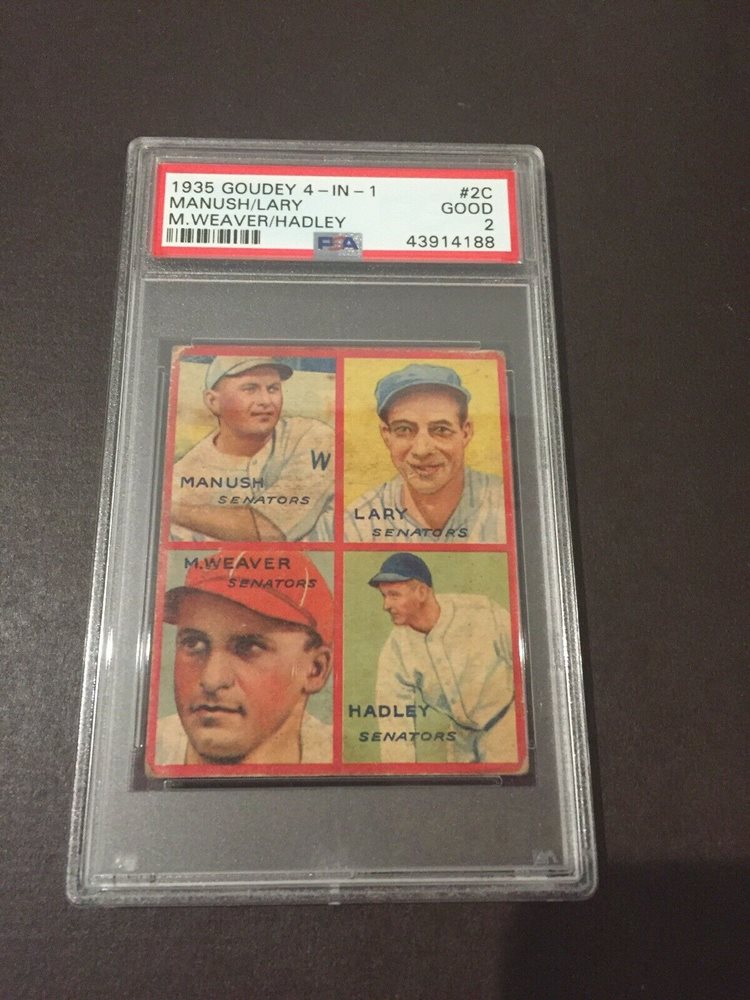 1935 GOUDEY 4-IN-1 #2C
MANUSH/LARY GOOD
M.WEAVER/HADLEY 2
PSA 43914188
W
MANUSH
SENATORS
LARY
SENATORS
M.WEAVER
SENATORS
HADLEY
SENATORS